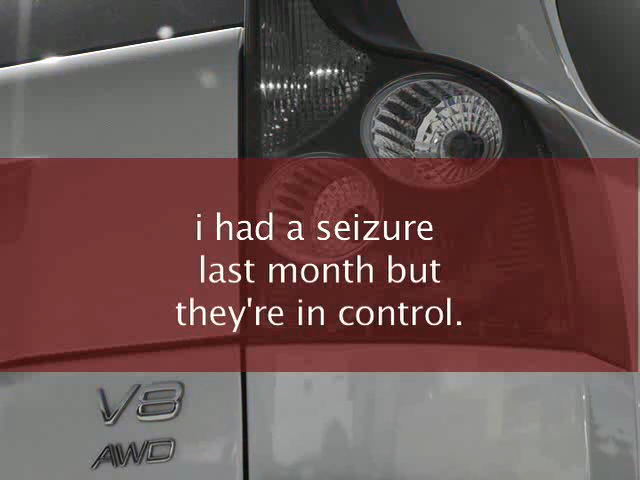 i had a seizure
last month but
they're in control.
V8
AWD